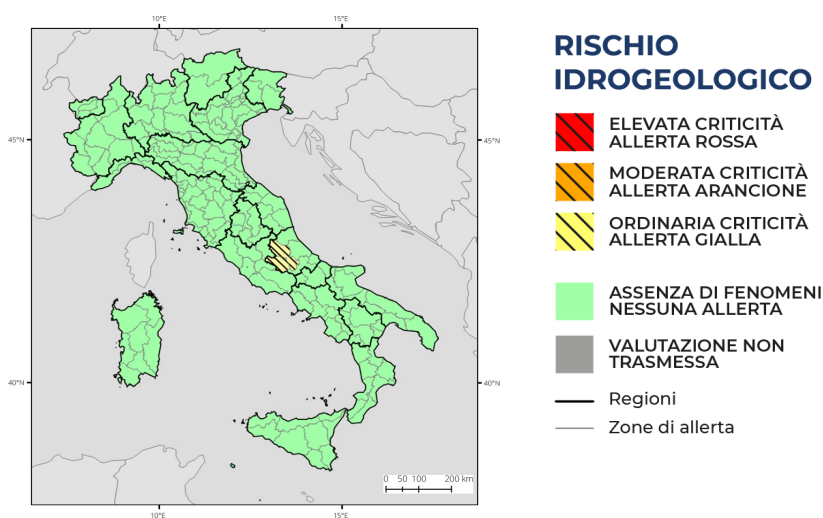 10°E 15°E
45°N 45°N
40°N 40°N
0 50 100 200 km
10°E 15°E
RISCHIO
IDROGEOLOGICO
ELEVATA CRITICITÀ
ALLERTA ROSSA
MODERATA CRITICITÀ
ALLERTA ARANCIONE
ORDINARIA CRITICITÀ
ALLERTA GIALLA
ASSENZA DI FENOMENI
NESSUNA ALLERTA
VALUTAZIONE NON
TRASMESSA
Regioni
Zone di allerta